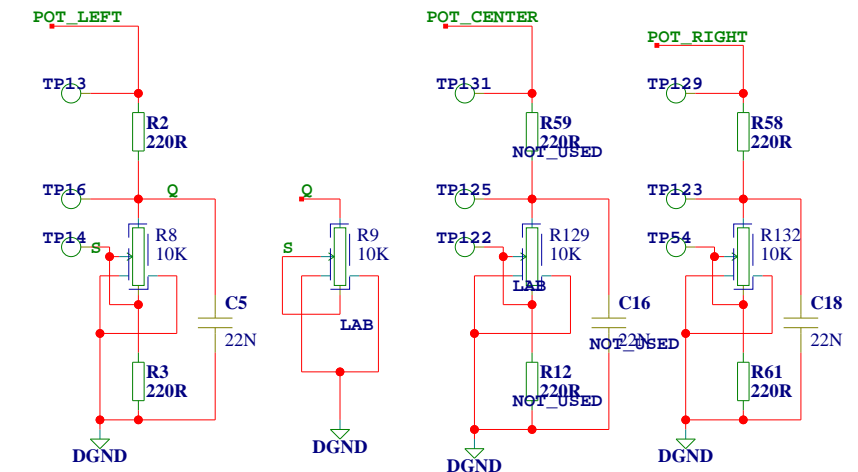 POT_LEFT
TP13
R2
220R
TP16
Q
TP14
S
R8
10K
C5
22N
R3
220R
DGND
Q
S
R9
10K
LAB
DGND
POT_CENTER
TP131
R59
220R
NOT_USED
TP125
TP122
R129
10K
LAB
C16
22N
NOT_USED
R12
220R
NOT_USED
DGND
POT_RIGHT
TP129
R58
220R
TP123
TP54
R132
10K
C18
22N
R61
220R
DGND